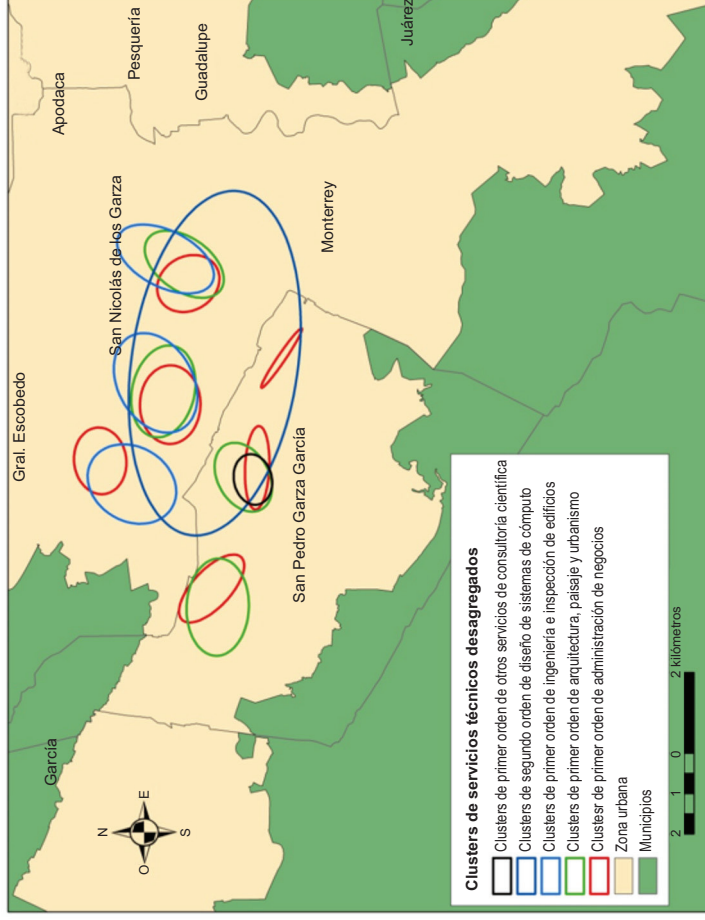 Gral. Escobedo
Apodaca
Pesquería
Guadalupe
Juárez
San Nicolás de los Garza
Monterrey
San Pedro Garza García
García
N
O
E
S
Clusters de servicios técnicos desagregados
Clusters de primer orden de otros servicios de consultoría científica
Clusters de segundo orden de diseño de sistemas de cómputo
Clusters de primer orden de ingeniería e inspección de edificios
Clusters de primer orden de arquitectura, paisaje y urbanismo
Clustesr de primer orden de administración de negocios
Zona urbana
Municipios
2 1 0 2 kilómetros